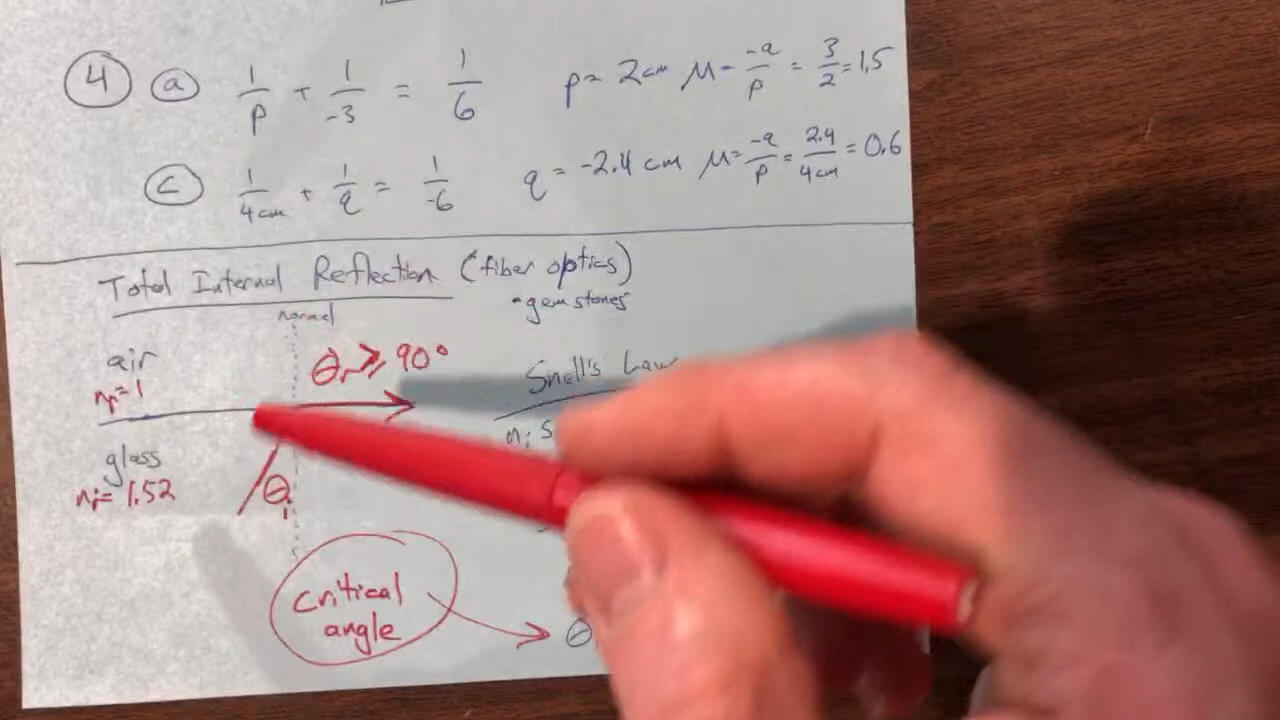 4 a 1/p + 1/-3 = 1/6 p = 2cm M = -q/p = 3/2 = 1.5
c 1/4cm + 1/q = 1/-6 q = -2.4 cm M = -q/p = 2.4/4cm = 0.6
Total Internal Reflection (fiber optics)
- gem stones
normal
air θr ≥ 90°
nr = 1
Snell's Law
glass ni S
ni = 1.52 θi
critical
angle θ